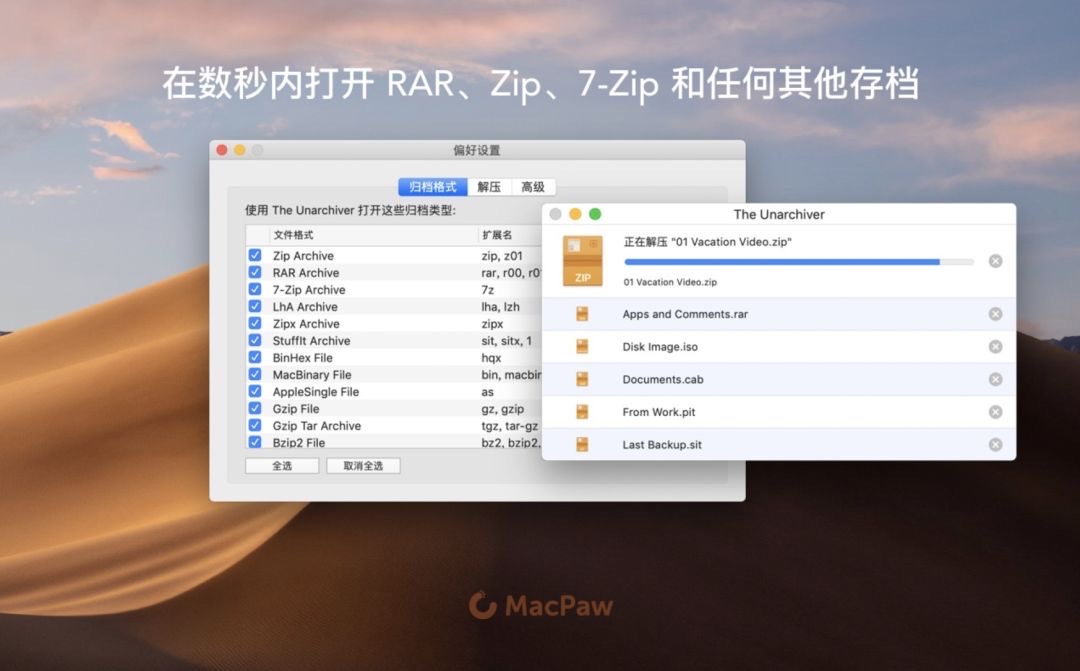 在数秒内打开 RAR、Zip、7-Zip 和任何其他存档
偏好设置
归档格式 解压 高级
使用 The Unarchiver 打开这些归档类型:
文件格式 扩展名
Zip Archive zip, z01
RAR Archive rar, r00,
7-Zip Archive 7z
LhA Archive lha, lzh
Zipx Archive zipx
StuffIt Archive sit, sitx, 1
BinHex File hqx
MacBinary File bin, macbin
AppleSingle File as
Gzip File gz, gzip
Gzip Tar Archive tgz, tar-gz
Bzip2 File bz2, bzip2,
全选 取消全选
The Unarchiver
正在解压 "01 Vacation Video.zip"
ZIP
01 Vacation Video.zip
Apps and Comments.rar
Disk Image.iso
Documents.cab
From Work.pit
Last Backup.sit
MacPaw